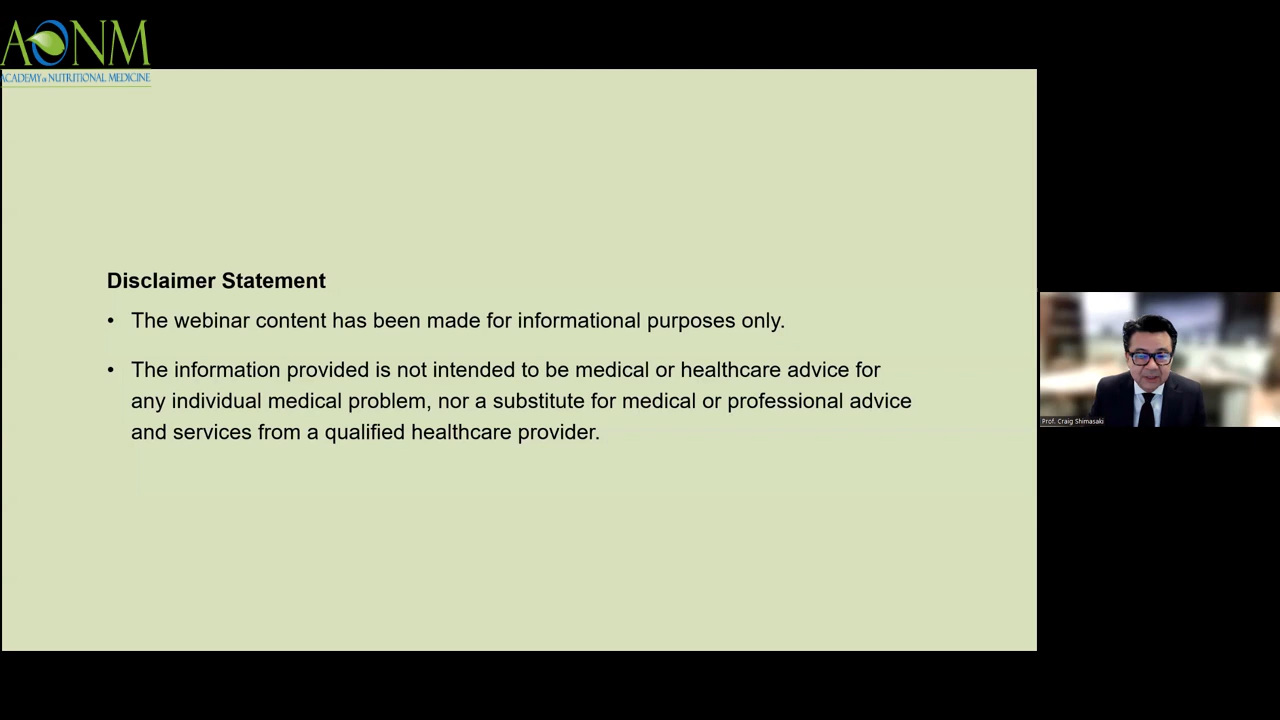 AONM
ACADEMY of NUTRITIONAL MEDICINE
Disclaimer Statement
• The webinar content has been made for informational purposes only.
• The information provided is not intended to be medical or healthcare advice for
any individual medical problem, nor a substitute for medical or professional advice
and services from a qualified healthcare provider.
Prof. Craig Shimasaki